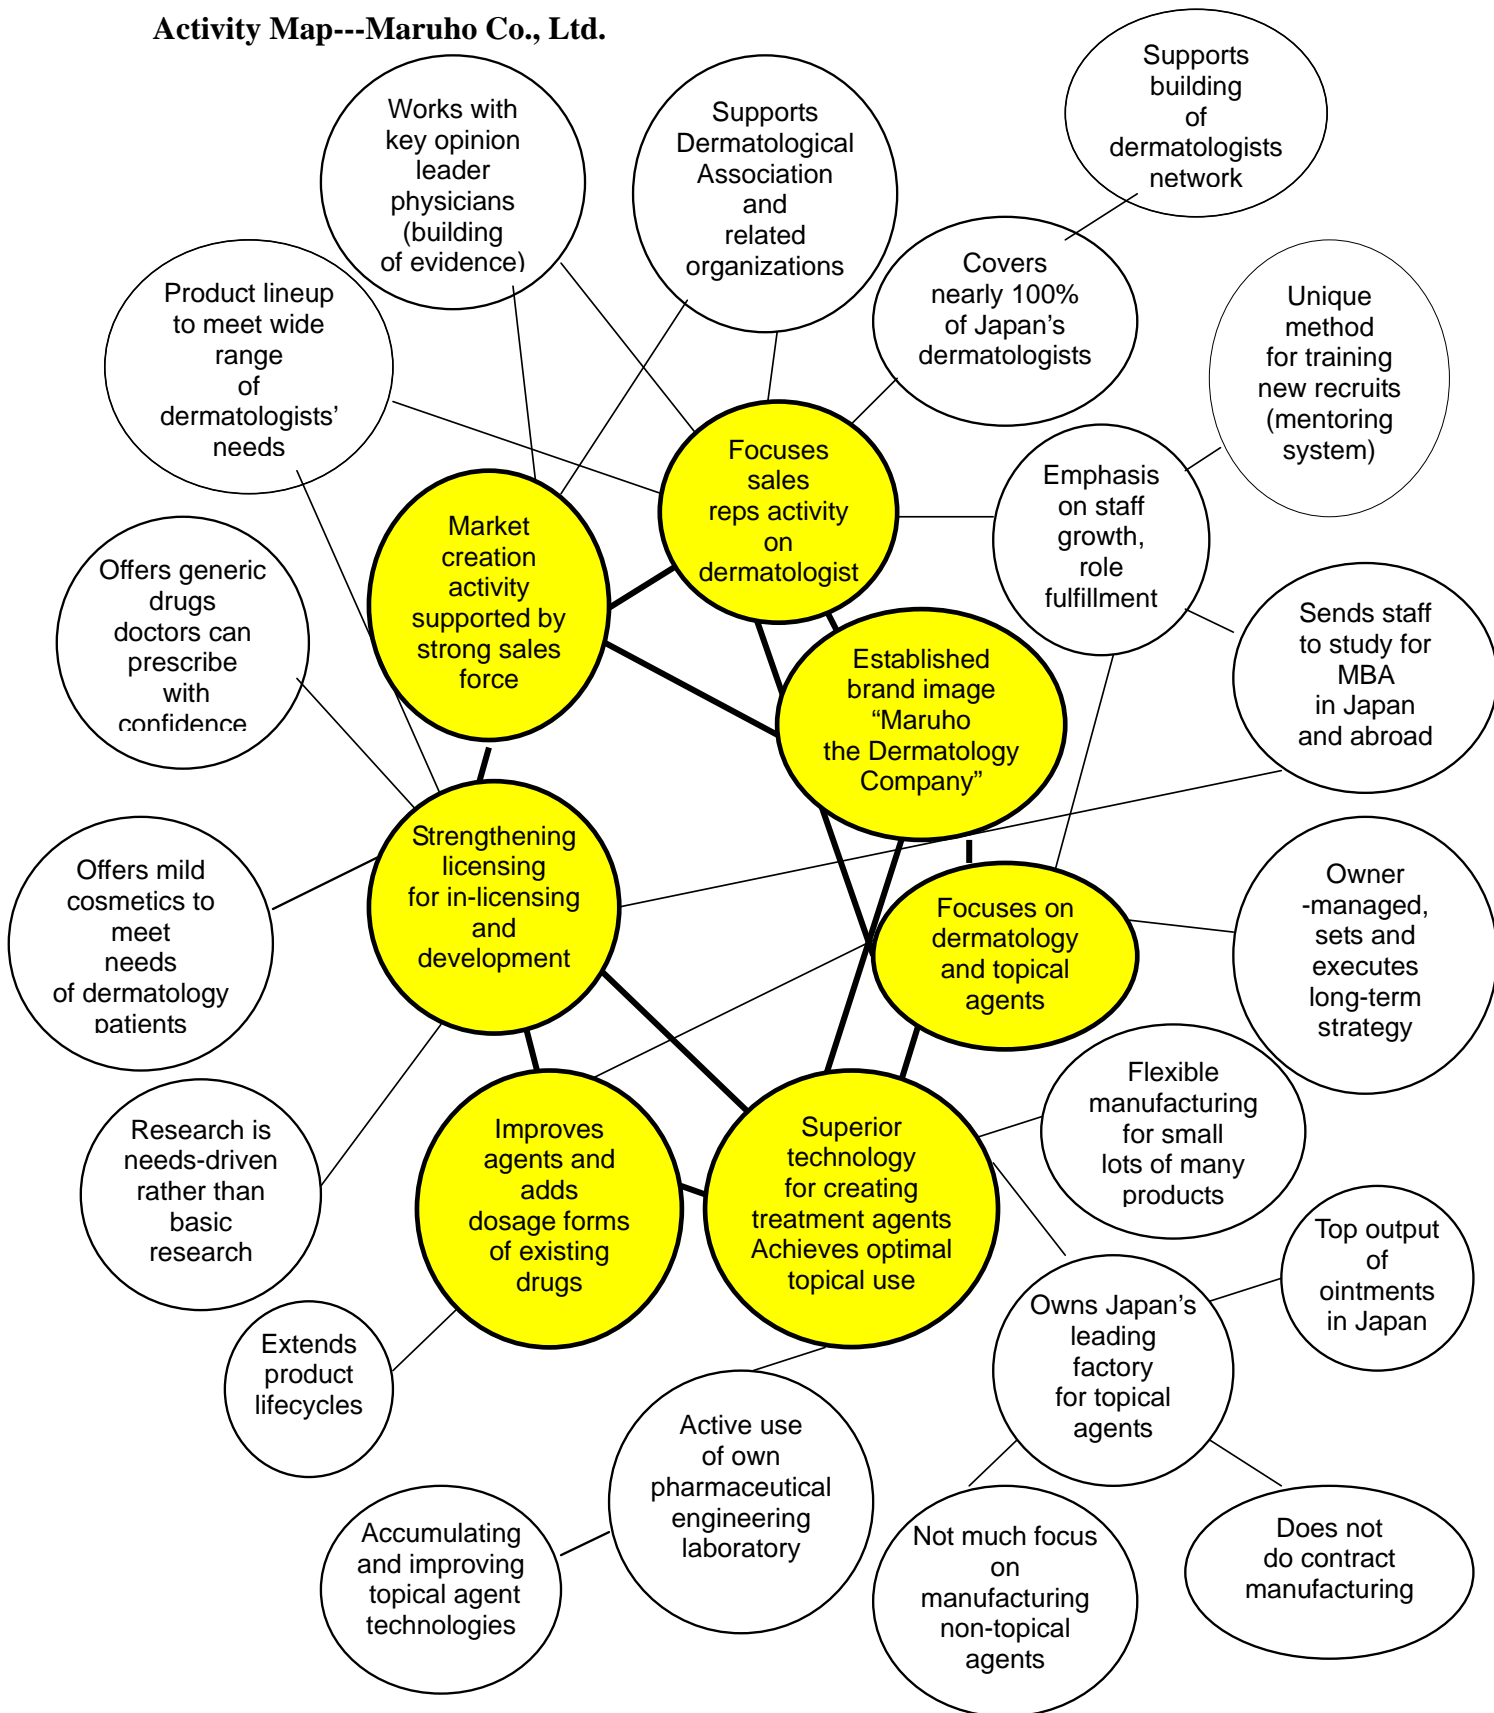 Activity Map---Maruho Co., Ltd.
Supports
building
of
dermatologists
network
Works with
key opinion
leader
physicians
(building
of evidence)
Supports
Dermatological
Association
and
related
organizations
Covers
nearly 100%
of Japan's
dermatologists
Product lineup
to meet wide
range
of
dermatologists'
needs
Unique
method
for training
new recruits
(mentoring
system)
Focuses
sales
reps activity
on
dermatologist
Emphasis
on staff
growth,
role
fulfillment
Market
creation
activity
supported by
strong sales
force
Offers generic
drugs
doctors can
prescribe
with
confidence
Sends staff
to study for
MBA
in Japan
and abroad
Established
brand image
“Maruho
the Dermatology
Company”
Strengthening
licensing
for in-licensing
and
development
Offers mild
cosmetics to
meet
needs
of dermatology
patients
Focuses on
dermatology
and topical
agents
Owner
-managed,
sets and
executes
long-term
strategy
Flexible
manufacturing
for small
lots of many
products
Research is
needs-driven
rather than
basic
research
Improves
agents and
adds
dosage forms
of existing
drugs
Superior
technology
for creating
treatment agents
Achieves optimal
topical use
Top output
of
ointments
in Japan
Owns Japan's
leading
factory
for topical
agents
Extends
product
lifecycles
Active use
of own
pharmaceutical
engineering
laboratory
Accumulating
and improving
topical agent
technologies
Not much focus
on
manufacturing
non-topical
agents
Does not
do contract
manufacturing